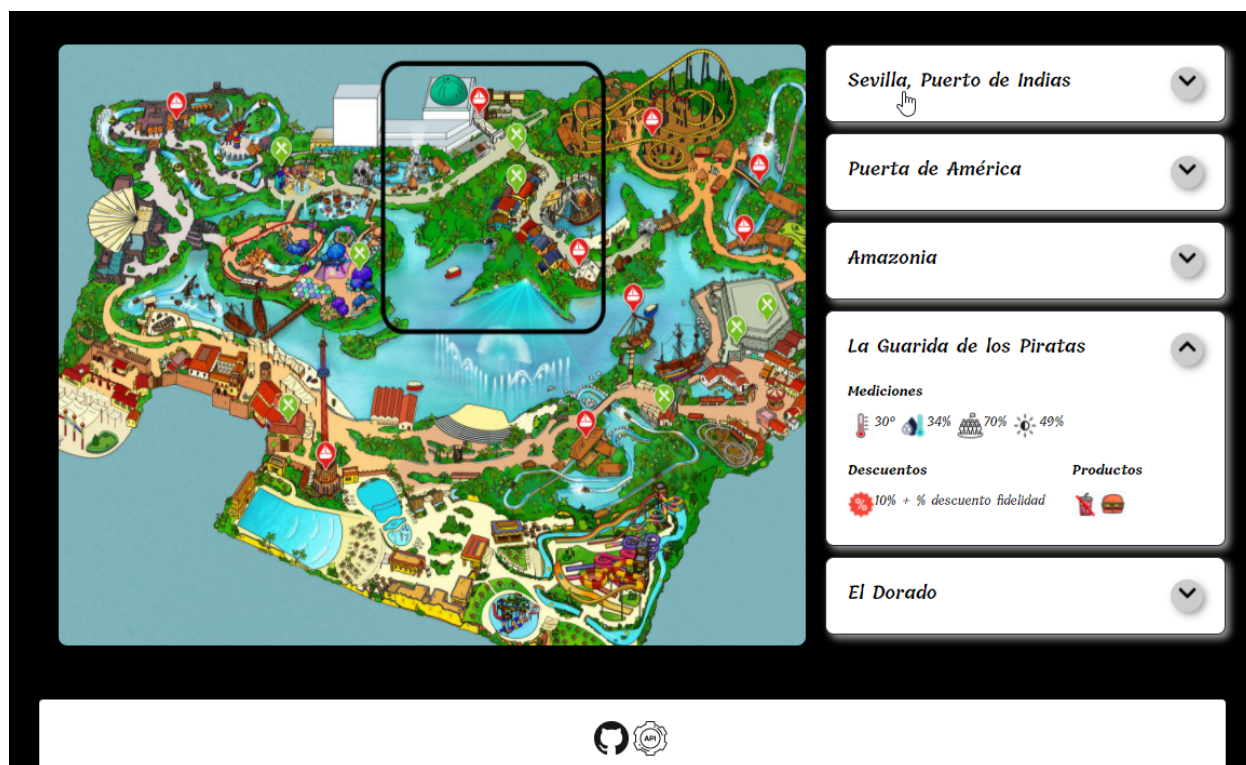 Sevilla, Puerto de Indias
Puerta de América
Amazonia
La Guarida de los Piratas
Mediciones
30º 34% 70% 49%
Descuentos Productos
% 10% + % descuento fidelidad
El Dorado
API